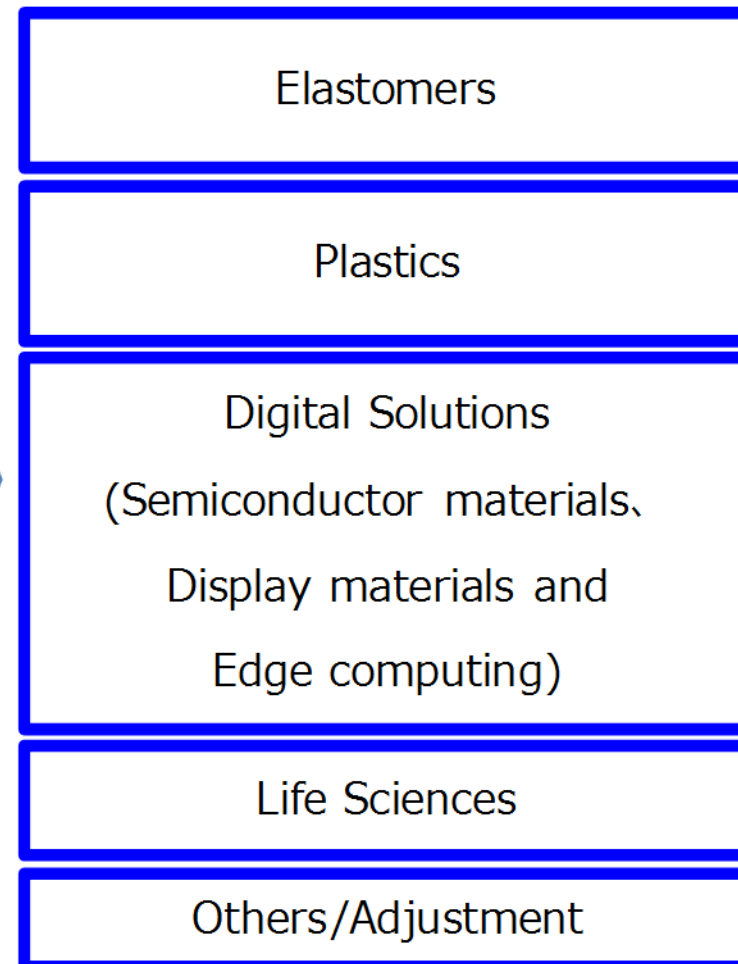 Elastomers
Plastics
Digital Solutions
(Semiconductor materials、
Display materials and
Edge computing)
Life Sciences
Others/Adjustment